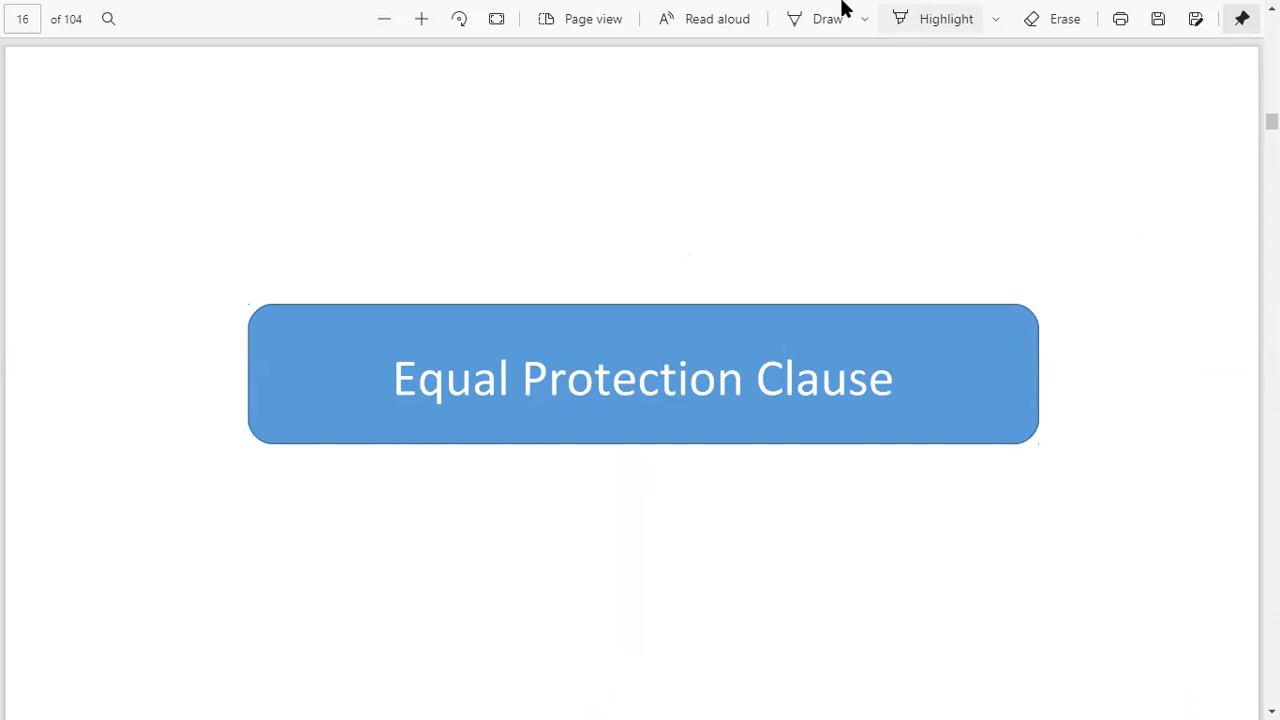 16 of 104 Page view Read aloud Draw Highlight Erase
Equal Protection Clause